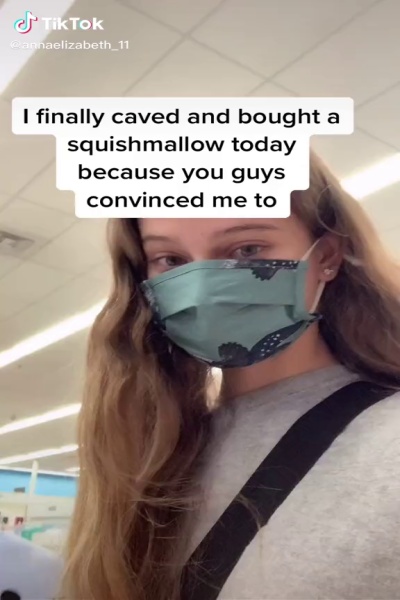 TikTok
@annaelizabeth_11
I finally caved and bought a
squishmallow today
because you guys
convinced me to